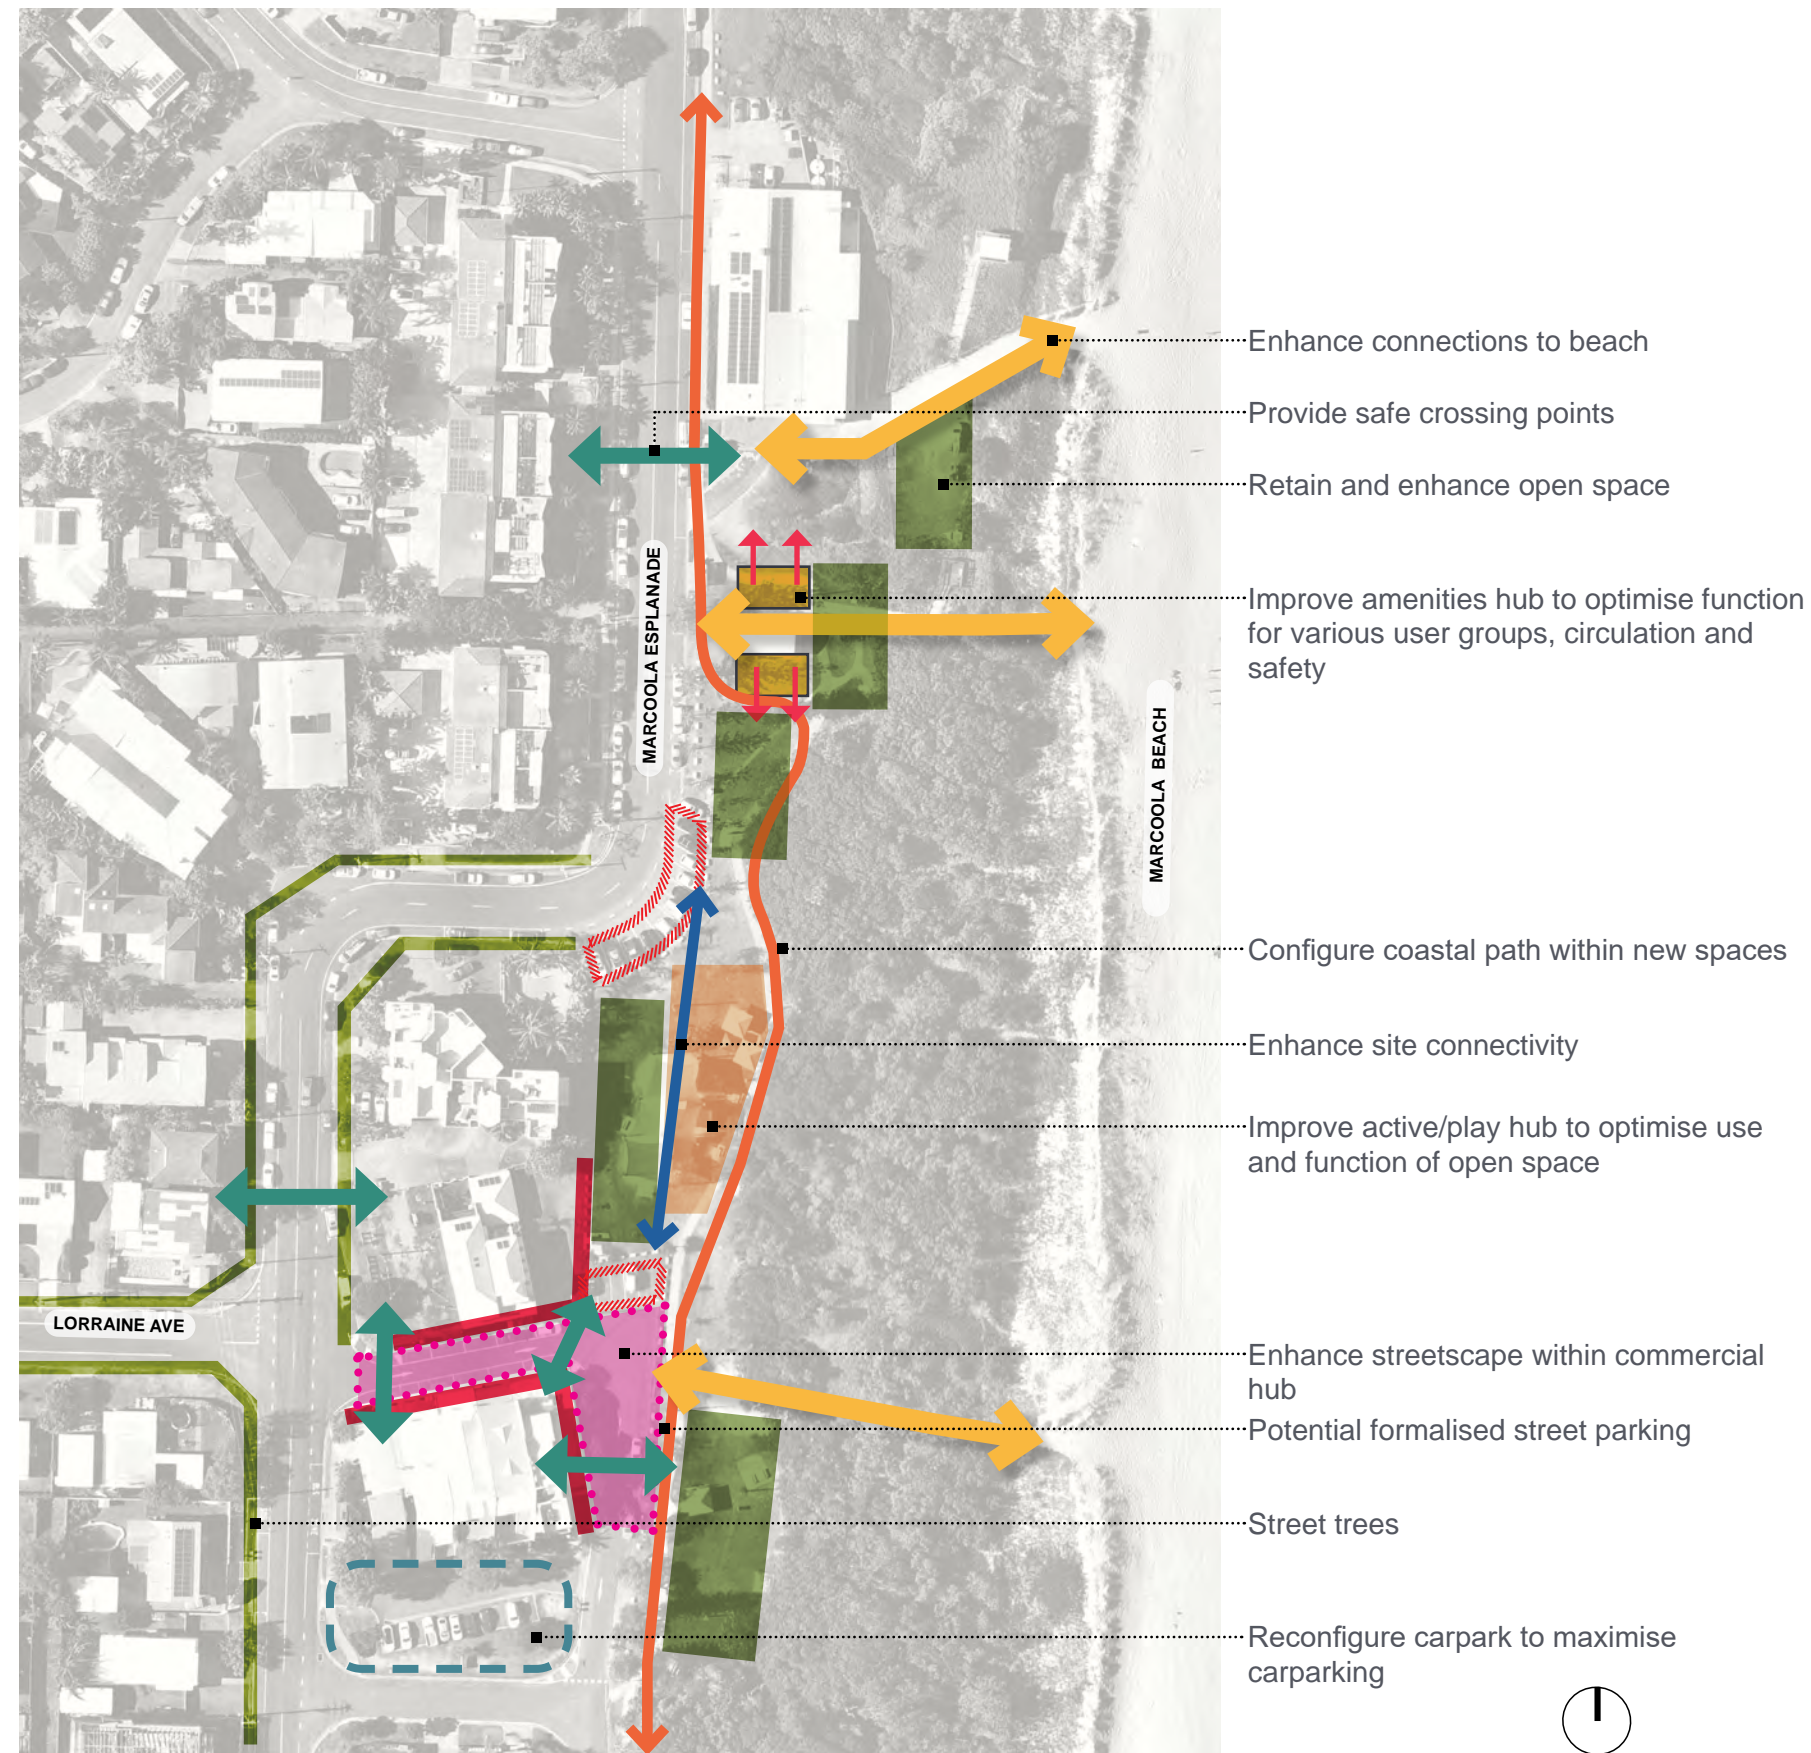 Enhance connections to beach
Provide safe crossing points
Retain and enhance open space
MARCOOLA ESPLANADE
Improve amenities hub to optimise function
for various user groups, circulation and
safety
MARCOOLA BEACH
Configure coastal path within new spaces
Enhance site connectivity
Improve active/play hub to optimise use
and function of open space
LORRAINE AVE
Enhance streetscape within commercial
hub
Potential formalised street parking
Street trees
Reconfigure carpark to maximise
carparking